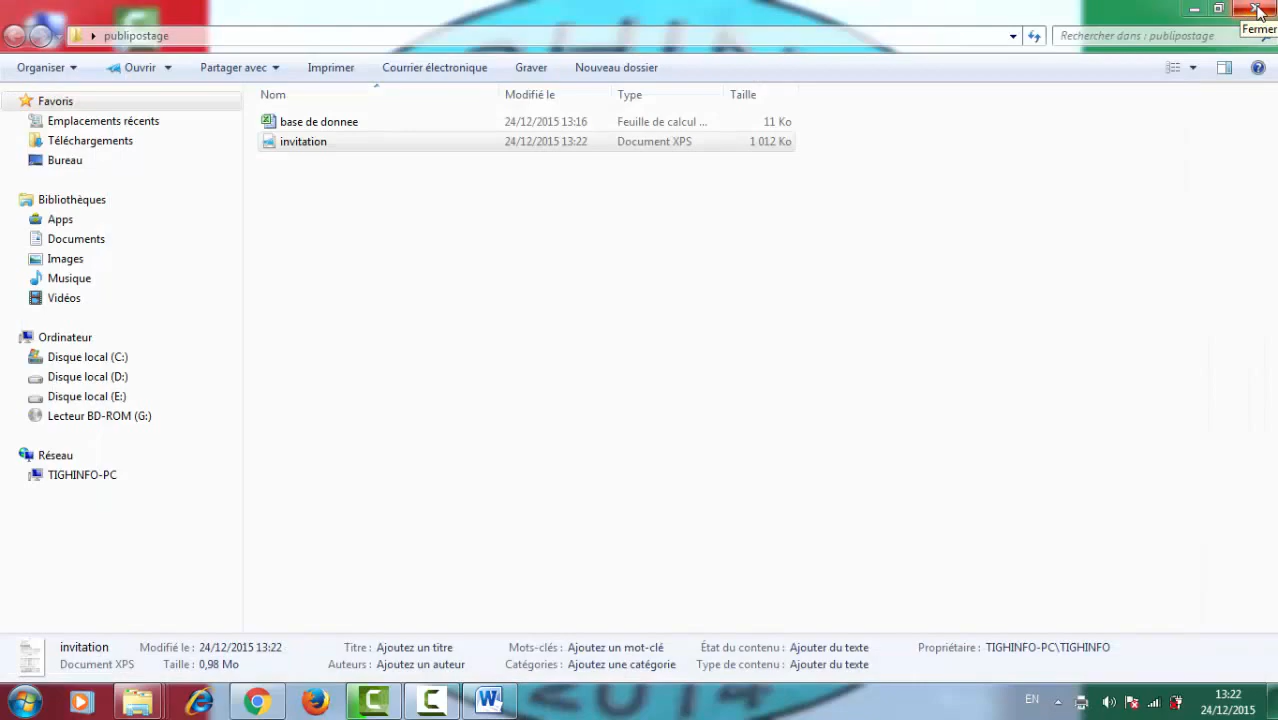 Fermer
publipostage
Rechercher dans : publipostage
Organiser
Ouvrir
Partager avec
Imprimer
Courrier électronique
Graver
Nouveau dossier
Nom
Modifié le
Type
Taille
base de donnee
24/12/2015 13:16
Feuille de calcul ...
11 Ko
invitation
24/12/2015 13:22
Document XPS
1 012 Ko
Favoris
Emplacements récents
Téléchargements
Bureau
Bibliothèques
Apps
Documents
Images
Musique
Vidéos
Ordinateur
Disque local (C:)
Disque local (D:)
Disque local (E:)
Lecteur BD-ROM (G:)
Réseau
TIGHINFO-PC
invitation
Modifié le : 24/12/2015 13:22
Titre : Ajoutez un titre
Mots-clés : Ajoutez un mot-clé
État du contenu : Ajouter du texte
Propriétaire : TIGHINFO-PC\TIGHINFO
Document XPS
Taille : 0,98 Mo
Auteurs : Ajoutez un auteur
Catégories : Ajoutez une catégorie
Type de contenu : Ajouter du texte
2014
EN
13:22
24/12/2015